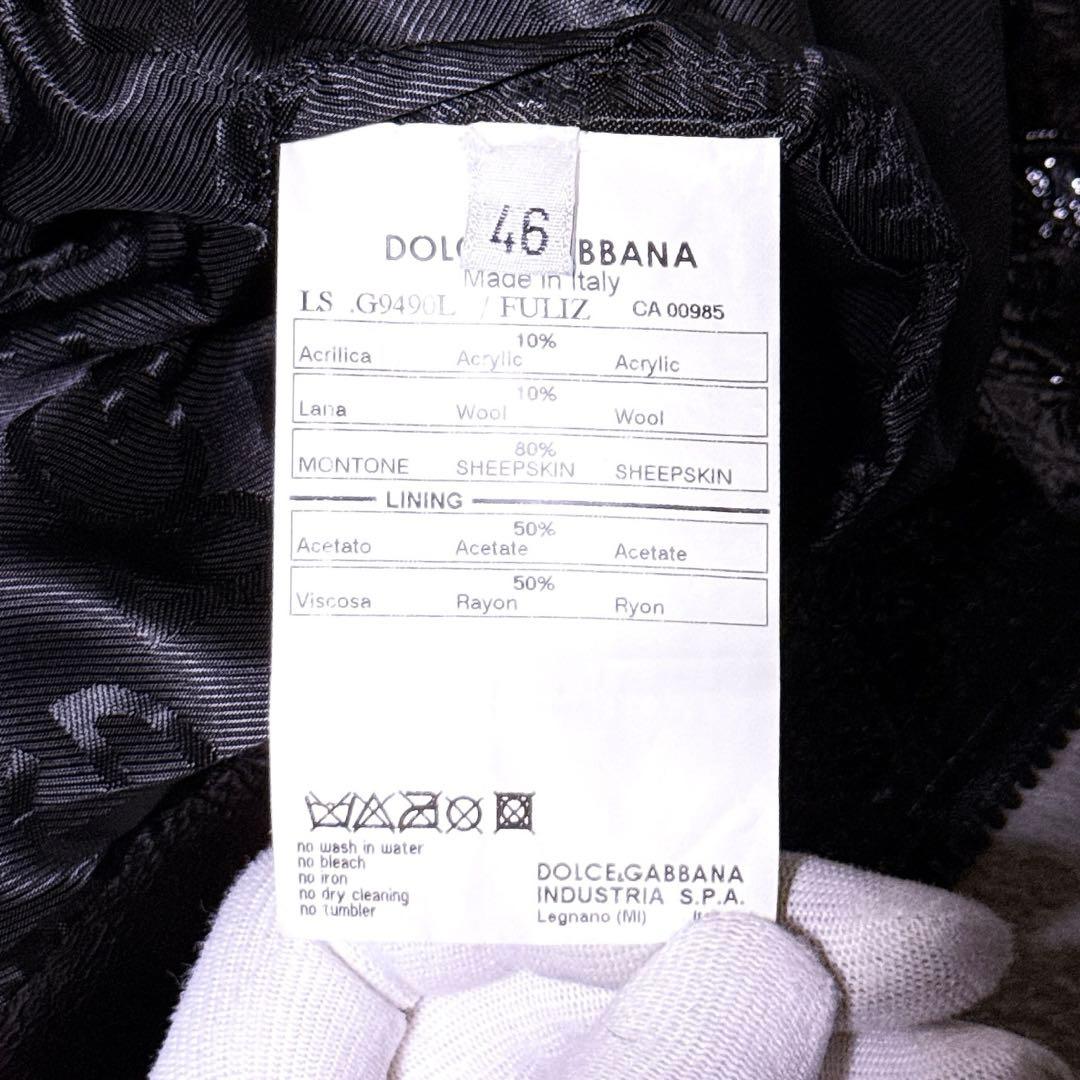 46
DOL BBANA
Made in Italy
LS .G9490L / FULIZ CA 00985
10%
Acrilica Acrylic Acrylic
10%
Lana Wool Wool
80%
MONTONE SHEEPSKIN SHEEPSKIN
LINING
50%
Acetato Acetate Acetate
50%
Viscosa Rayon Ryon
no wash in water
no bleach
no iron
no dry cleaning
no tumbler
DOLCE&GABBANA
INDUSTRIA S.P.A.
Legnano (MI)